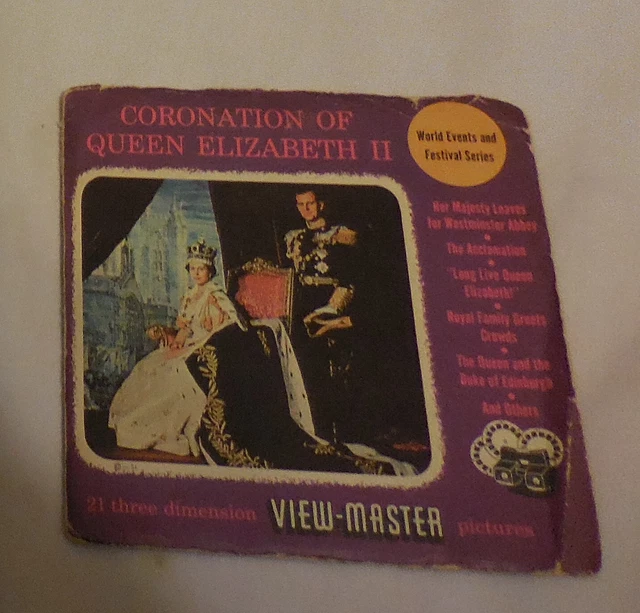 CORONATION OF
QUEEN ELIZABETH II
World Events and
Festival Series
Her Majesty Leaves
for Westminster Abbey
The Acclamation
"Long Live Queen
Elizabeth!"
Royal Family Greets
Crowds
The Queen and the
Duke of Edinburgh
And Others
21 three dimension VIEW-MASTER pictures